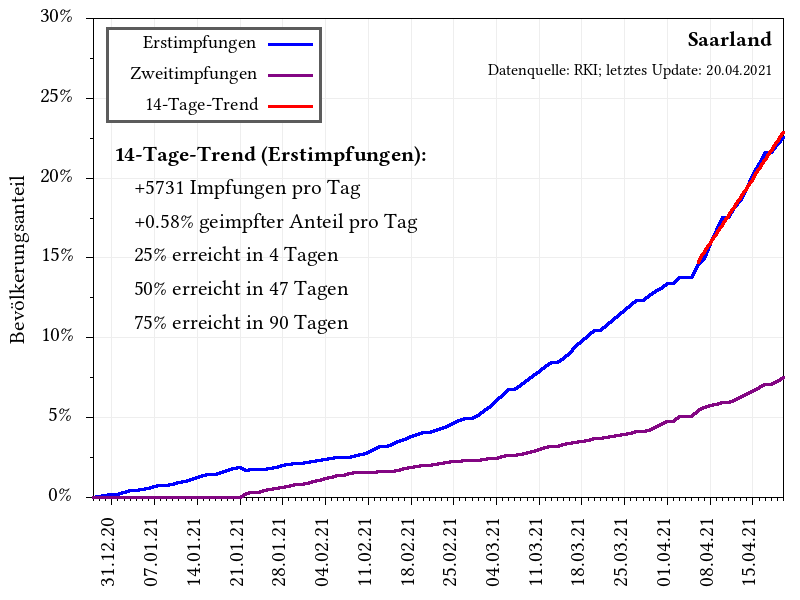 30%
25%
20%
15%
10%
5%
0%
Bevölkerungsanteil
Erstimpfungen
Zweitimpfungen
14-Tage-Trend
Saarland
Datenquelle: RKI; letztes Update: 20.04.2021
14-Tage-Trend (Erstimpfungen):
+5731 Impfungen pro Tag
+0.58% geimpfter Anteil pro Tag
25% erreicht in 4 Tagen
50% erreicht in 47 Tagen
75% erreicht in 90 Tagen
31.12.20
07.01.21
14.01.21
21.01.21
28.01.21
04.02.21
11.02.21
18.02.21
25.02.21
04.03.21
11.03.21
18.03.21
25.03.21
01.04.21
08.04.21
15.04.21